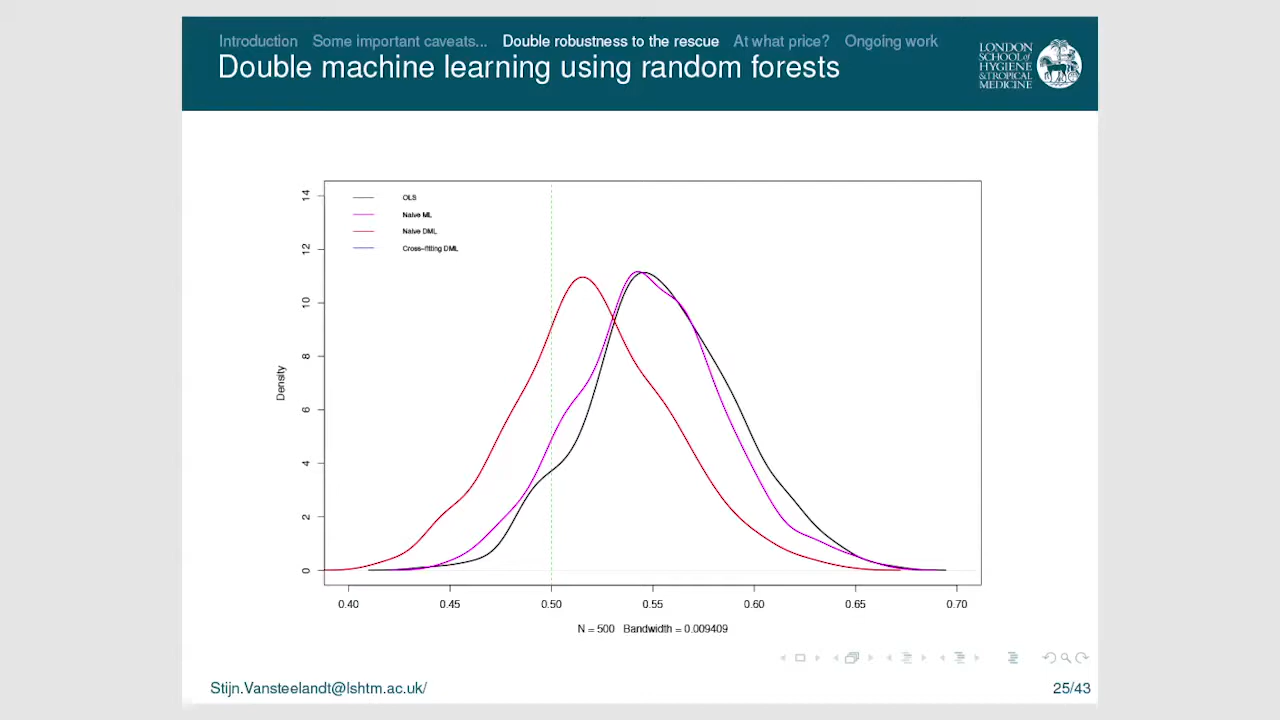 Introduction Some important caveats... Double robustness to the rescue At what price? Ongoing work
Double machine learning using random forests
LONDON
SCHOOL of
HYGIENE
& TROPICAL
MEDICINE
OLS
Naive ML
Naive DML
Cross-fitting DML
Density
14
12
10
8
6
4
2
0
0.40 0.45 0.50 0.55 0.60 0.65 0.70
N = 500 Bandwidth = 0.009409
Stijn.Vansteelandt@lshtm.ac.uk/ 25/43